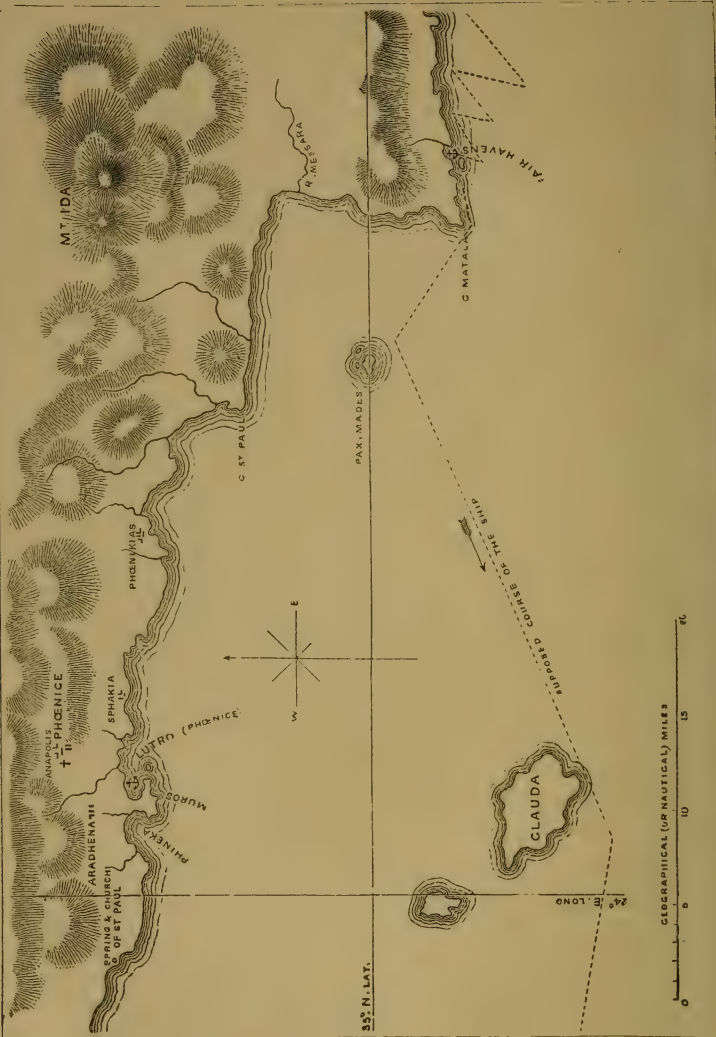 MT IDA
R. MESSARA
FAIR HAVENS
C MATALA
PAXIMADES
C ST PAUL
PHŒNIKIAS
SPHAKIA
ANAPOLIS
PHŒNICE
LUTRO (PHŒNICE)
MUROS
PHINEKA
ARADHENA
SPRING & CHURCH
OF ST PAUL
W
E
SUPPOSED COURSE OF THE SHIP
CLAUDA
35° N. LAT.
24° E. LONG
GEOGRAPHICAL (OR NAUTICAL) MILES
0
5
10
15
20